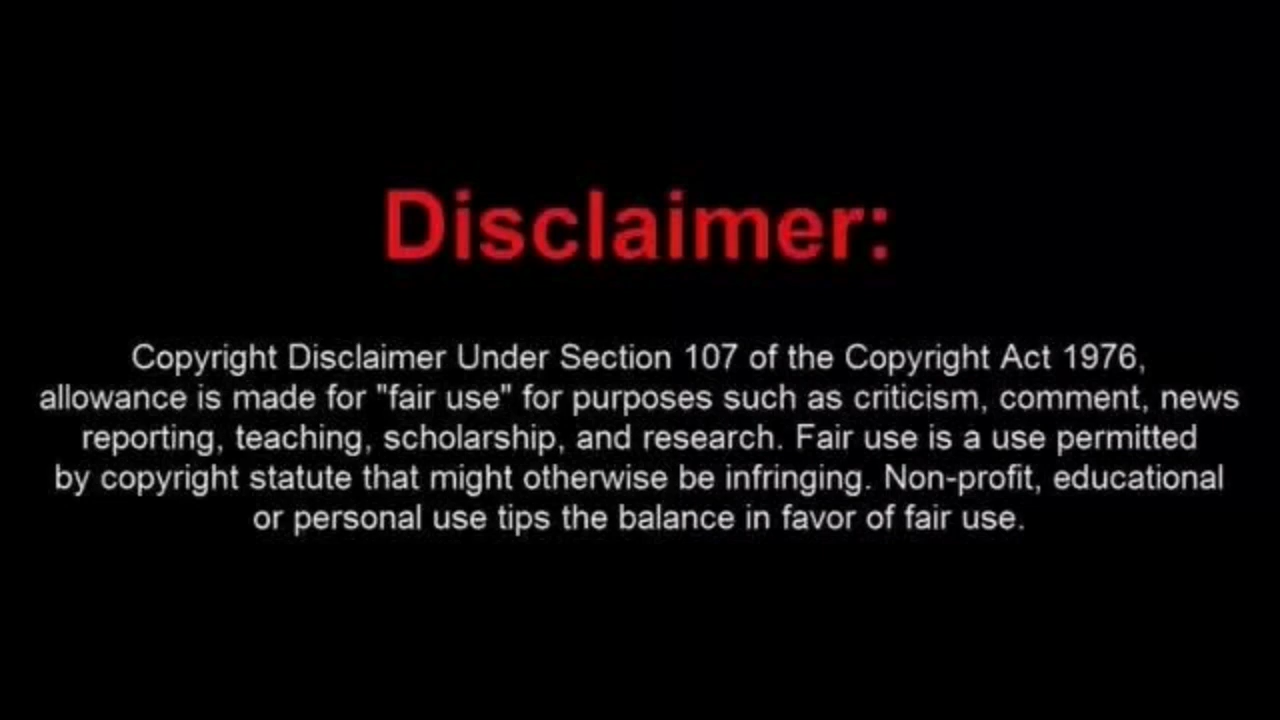 Disclaimer:
Copyright Disclaimer Under Section 107 of the Copyright Act 1976,
allowance is made for "fair use" for purposes such as criticism, comment, news
reporting, teaching, scholarship, and research. Fair use is a use permitted
by copyright statute that might otherwise be infringing. Non-profit, educational
or personal use tips the balance in favor of fair use.